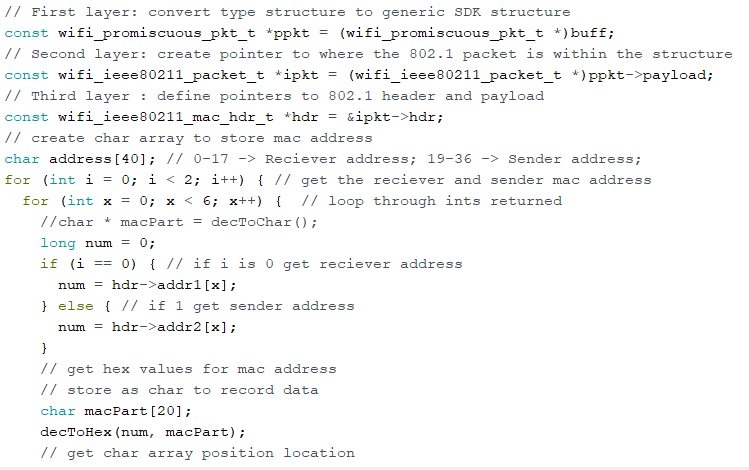 // First layer: convert type structure to generic SDK structure
const wifi_promiscuous_pkt_t *ppkt = (wifi_promiscuous_pkt_t *)buff;
// Second layer: create pointer to where the 802.1 packet is within the structure
const wifi_ieee80211_packet_t *ipkt = (wifi_ieee80211_packet_t *)ppkt->payload;
// Third layer : define pointers to 802.1 header and payload
const wifi_ieee80211_mac_hdr_t *hdr = &ipkt->hdr;
// create char array to store mac address
char address[40]; // 0-17 -> Reciever address; 19-36 -> Sender address;
for (int i = 0; i < 2; i++) { // get the reciever and sender mac address
  for (int x = 0; x < 6; x++) {  // loop through ints returned
    //char * macPart = decToChar();
    long num = 0;
    if (i == 0) { // if i is 0 get reciever address
      num = hdr->addr1[x];
    } else { // if 1 get sender address
      num = hdr->addr2[x];
    }
    // get hex values for mac address
    // store as char to record data
    char macPart[20];
    decToHex(num, macPart);
    // get char array position location